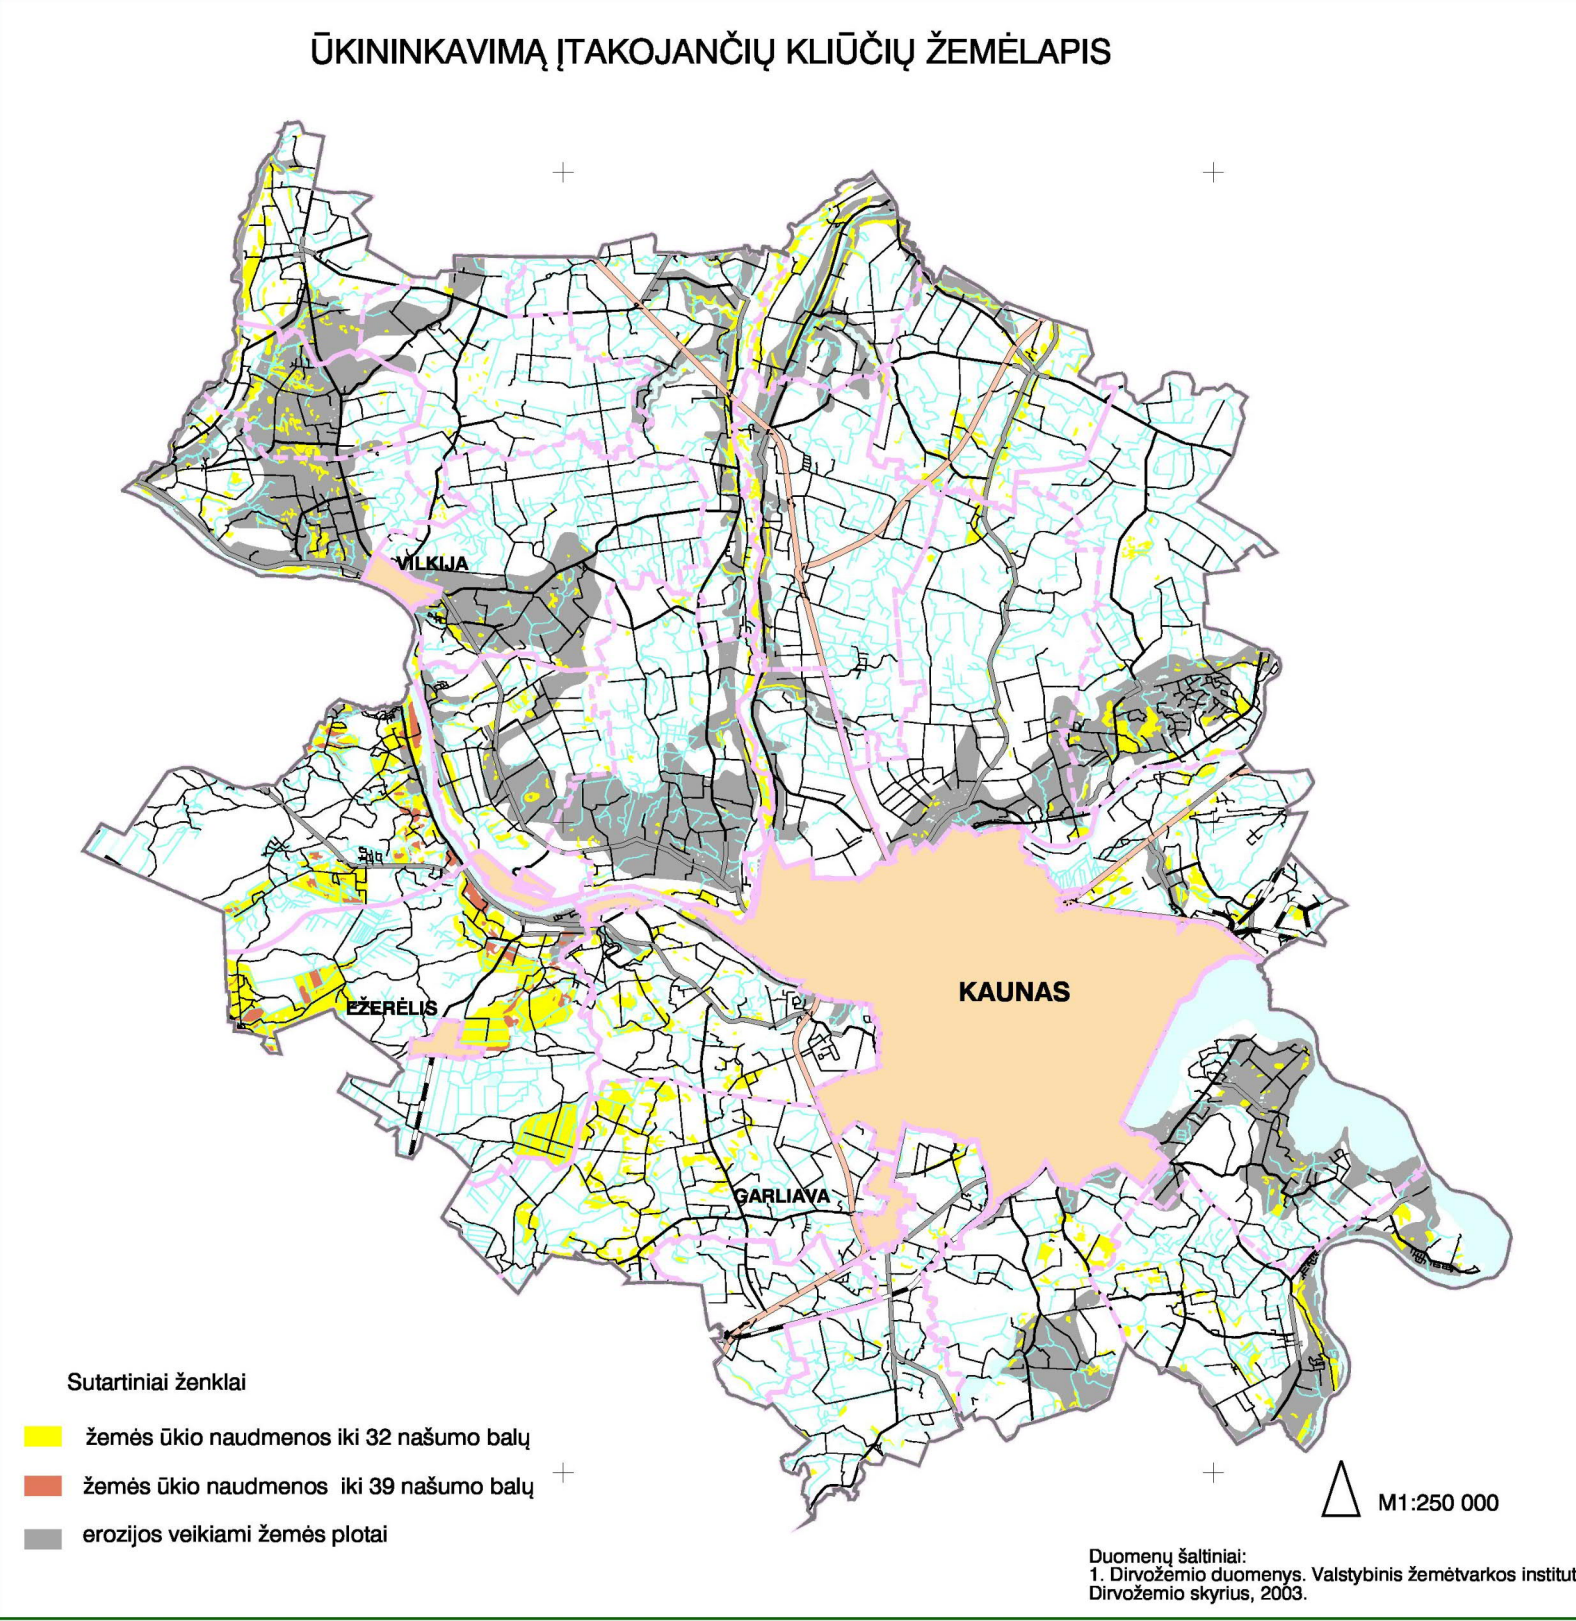 ŪKININKAVIMĄ ĮTAKOJANČIŲ KLIŪČIŲ ŽEMĖLAPIS
VILKIJA
EŽERĖLIS
KAUNAS
GARLIAVA
Sutartiniai ženklai
žemės ūkio naudmenos iki 32 našumo balų
žemės ūkio naudmenos iki 39 našumo balų
erozijos veikiami žemės plotai
M1:250 000
Duomenų šaltiniai:
1. Dirvožemio duomenys. Valstybinis žemėtvarkos institut
Dirvožemio skyrius, 2003.